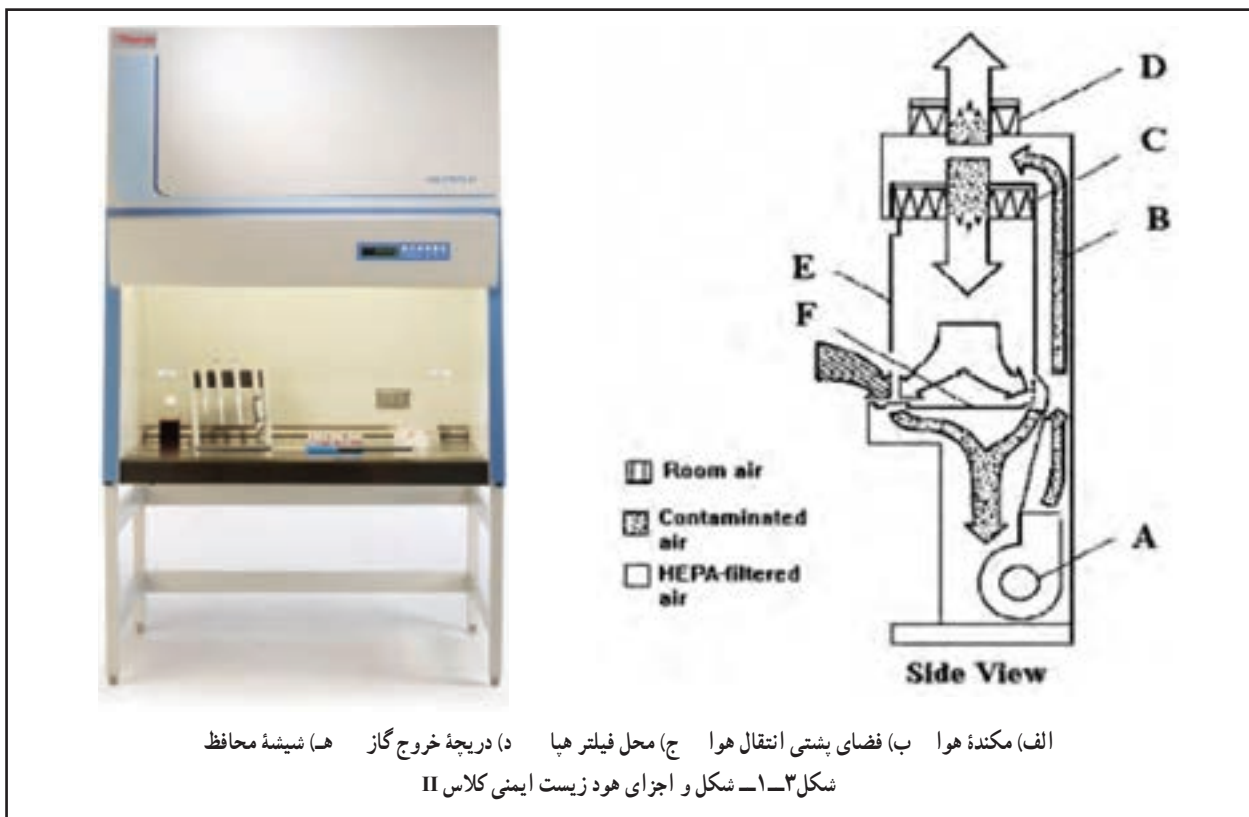 Thermo
D
C
B
E
F
A
Room air
Contaminated
air
HEPA-filtered
air
Side View
الف) مکندهٔ هوا ب) فضای پشتی انتقال هوا ج) محل فیلتر هپا د) دریچهٔ خروج گاز هـ) شیشهٔ محافظ
شکل۳ــ۱ــ شکل و اجزای هود زیست ایمنی کلاس II